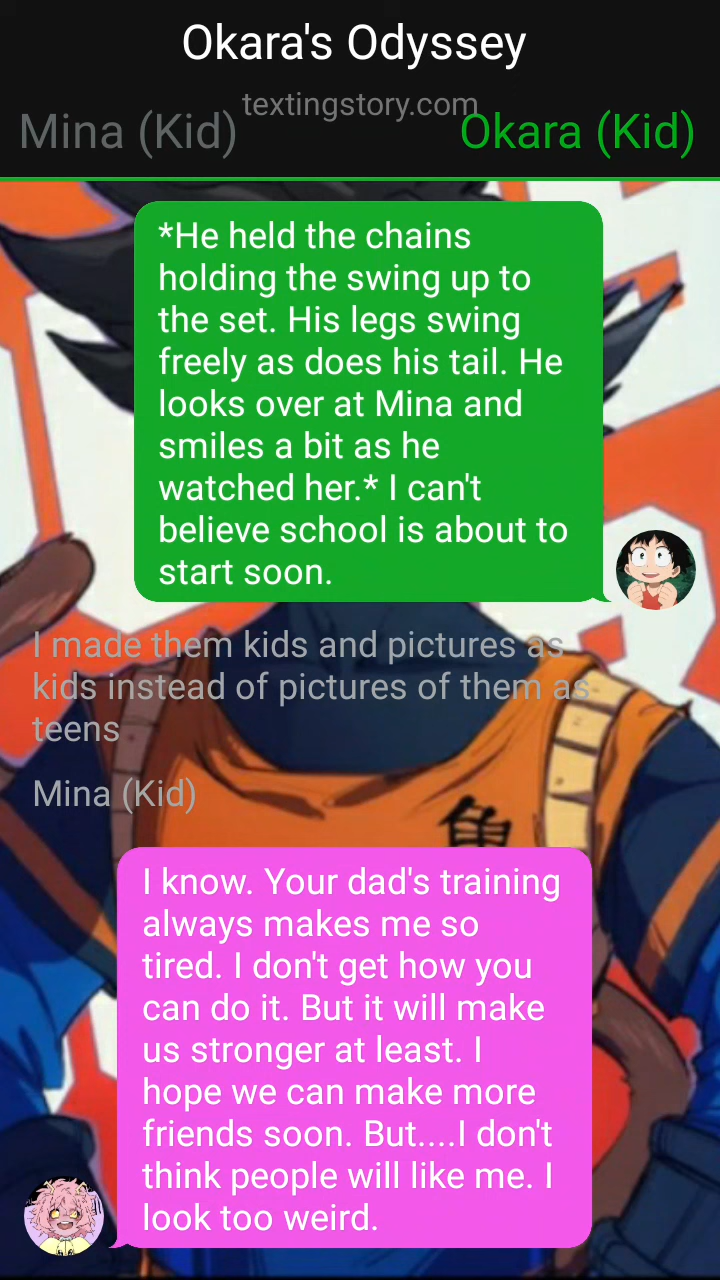 Okara's Odyssey
textingstory.com
Mina (Kid)
Okara (Kid)
*He held the chains
holding the swing up to
the set. His legs swing
freely as does his tail. He
looks over at Mina and
smiles a bit as he
watched her.* I can't
believe school is about to
start soon.
I made them kids and pictures as
kids instead of pictures of them as
teens
Mina (Kid)
亀
I know. Your dad's training
always makes me so
tired. I don't get how you
can do it. But it will make
us stronger at least. I
hope we can make more
friends soon. But....I don't
think people will like me. I
look too weird.